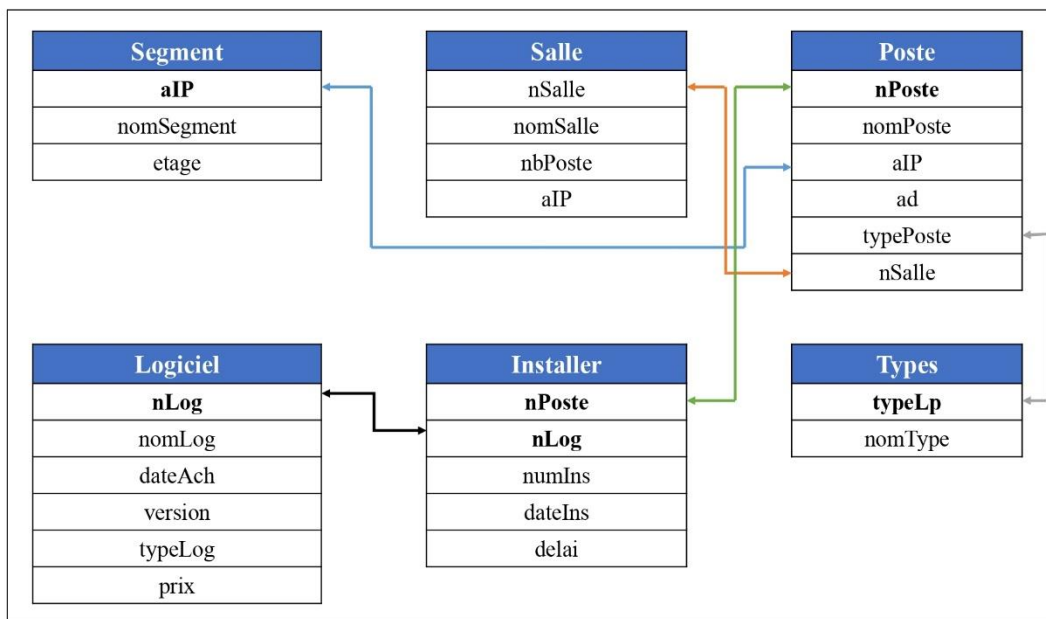 Segment
aIP
nomSegment
etage
Salle
nSalle
nomSalle
nbPoste
aIP
Poste
nPoste
nomPoste
aIP
ad
typePoste
nSalle
Logiciel
nLog
nomLog
dateAch
version
typeLog
prix
Installer
nPoste
nLog
numIns
dateIns
delai
Types
typeLp
nomType